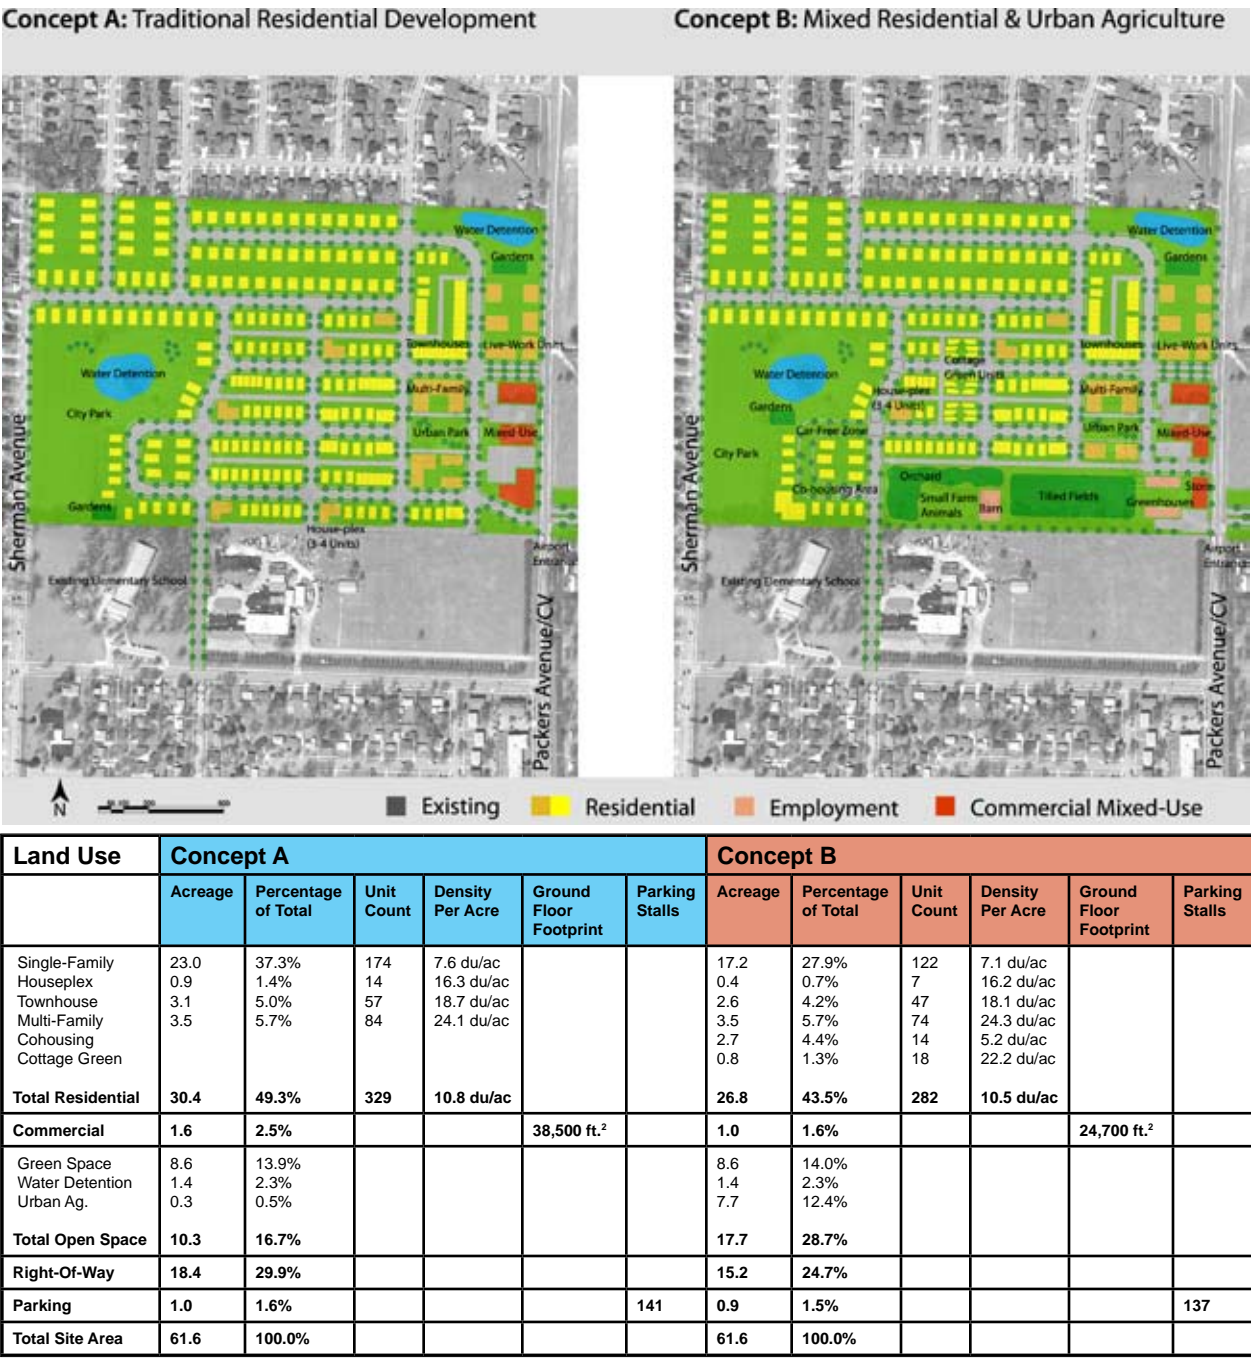 Concept A: Traditional Residential Development
Concept B: Mixed Residential & Urban Agriculture
Water Detention
Gardens
Townhouses
Live-Work Units
Water Detention
Multi-Family
City Park
Urban Park
Mixed-Use
Gardens
House-plex
(3-4 Units)
Existing Elementary School
Airport
Entrance
Sherman Avenue
Packers Avenue/CV
Water Detention
Gardens
Townhouses
Live-Work Units
Cottage
Green Units
Water Detention
House-plex
(3-4 Units)
Multi-Family
Gardens
Car-Free Zone
Urban Park
Mixed-Use
City Park
Co-housing Area
Orchard
Small Farm
Animals
Barn
Tilled Fields
Greenhouses
Store
Existing Elementary School
Airport
Entrance
Sherman Avenue
Packers Avenue/CV
N
Existing
Residential
Employment
Commercial Mixed-Use
Land Use Concept A Concept B
Acreage Percentage of Total Unit Count Density Per Acre Ground Floor Footprint Parking Stalls Acreage Percentage of Total Unit Count Density Per Acre Ground Floor Footprint Parking Stalls
Single-Family 23.0 37.3% 174 7.6 du/ac 17.2 27.9% 122 7.1 du/ac
Houseplex 0.9 1.4% 14 16.3 du/ac 0.4 0.7% 7 16.2 du/ac
Townhouse 3.1 5.0% 57 18.7 du/ac 2.6 4.2% 47 18.1 du/ac
Multi-Family 3.5 5.7% 84 24.1 du/ac 3.5 5.7% 74 24.3 du/ac
Cohousing 2.7 4.4% 14 5.2 du/ac
Cottage Green 0.8 1.3% 18 22.2 du/ac
Total Residential 30.4 49.3% 329 10.8 du/ac 26.8 43.5% 282 10.5 du/ac
Commercial 1.6 2.5% 38,500 ft.² 1.0 1.6% 24,700 ft.²
Green Space 8.6 13.9% 8.6 14.0%
Water Detention 1.4 2.3% 1.4 2.3%
Urban Ag. 0.3 0.5% 7.7 12.4%
Total Open Space 10.3 16.7% 17.7 28.7%
Right-Of-Way 18.4 29.9% 15.2 24.7%
Parking 1.0 1.6% 141 0.9 1.5% 137
Total Site Area 61.6 100.0% 61.6 100.0%